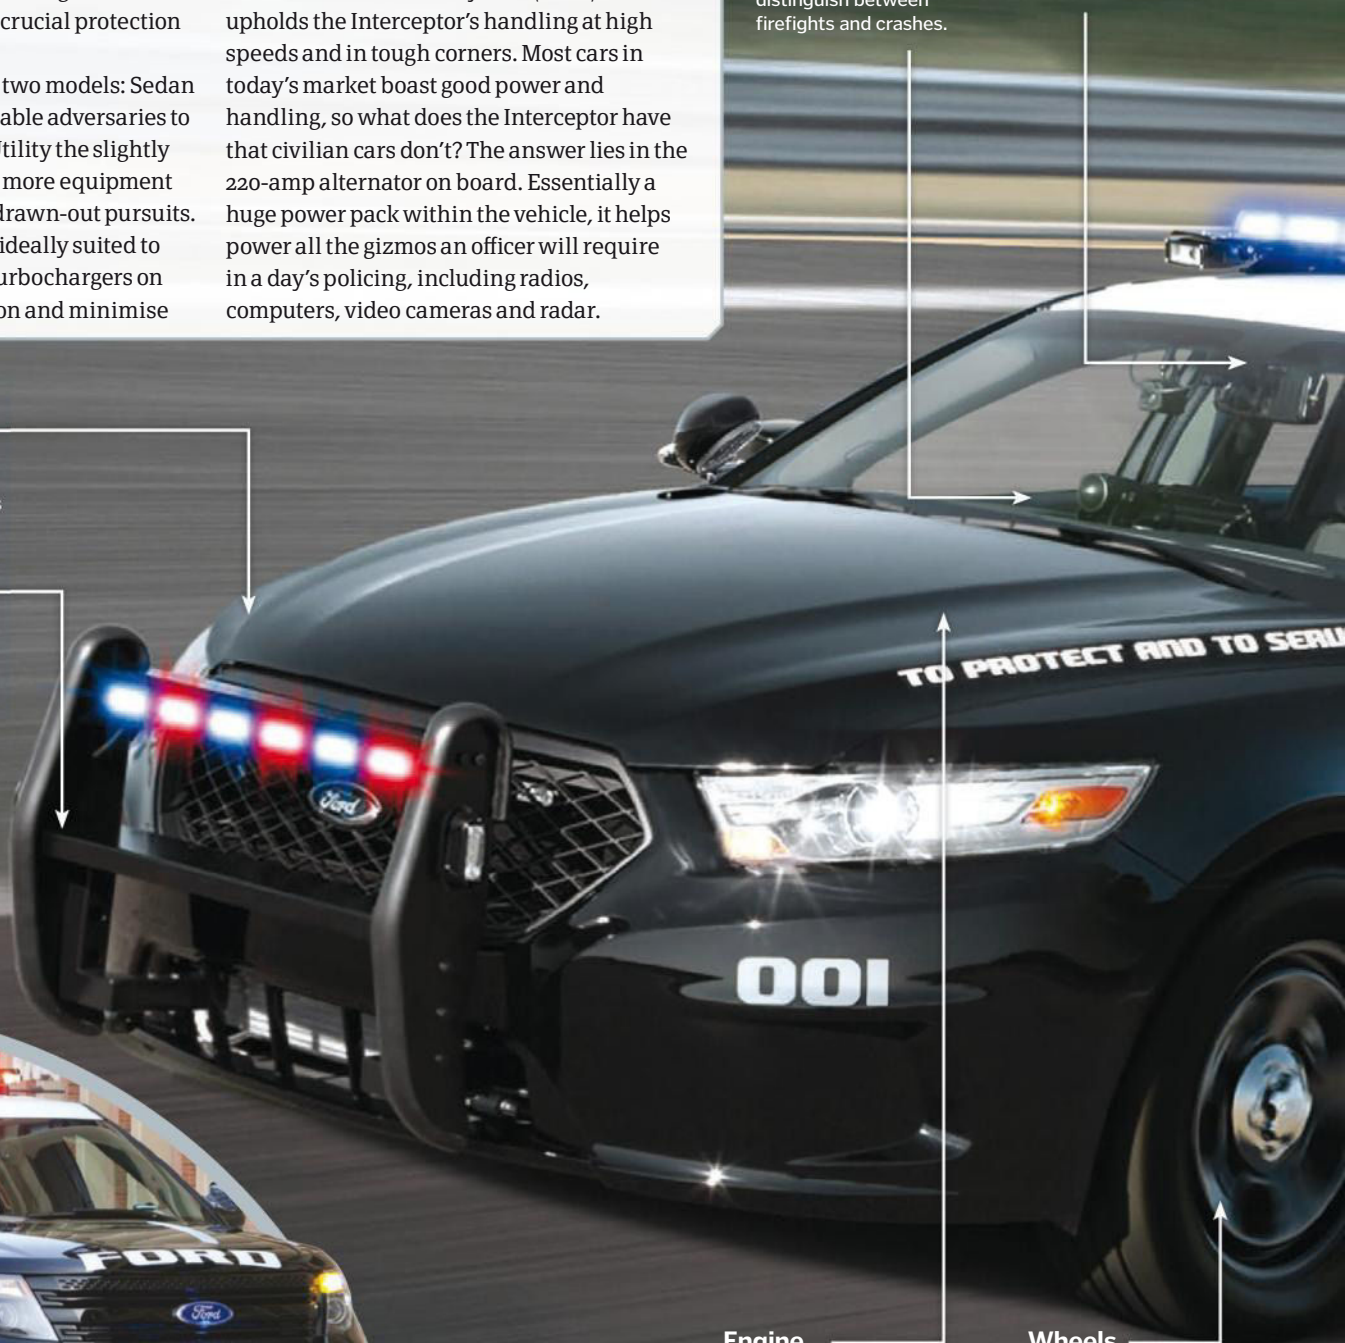 crucial protection
two models: Sedan
able adversaries to
tility the slightly
more equipment
drawn-out pursuits.
ideally suited to
urbochargers on
on and minimise
upholds the Interceptor's handling at high
speeds and in tough corners. Most cars in
today's market boast good power and
handling, so what does the Interceptor have
that civilian cars don't? The answer lies in the
220-amp alternator on board. Essentially a
huge power pack within the vehicle, it helps
power all the gizmos an officer will require
in a day's policing, including radios,
computers, video cameras and radar.
distinguish between
firefights and crashes.
TO PROTECT AND TO SERV
Ford
001
FORD
Ford
Engine
Wheels